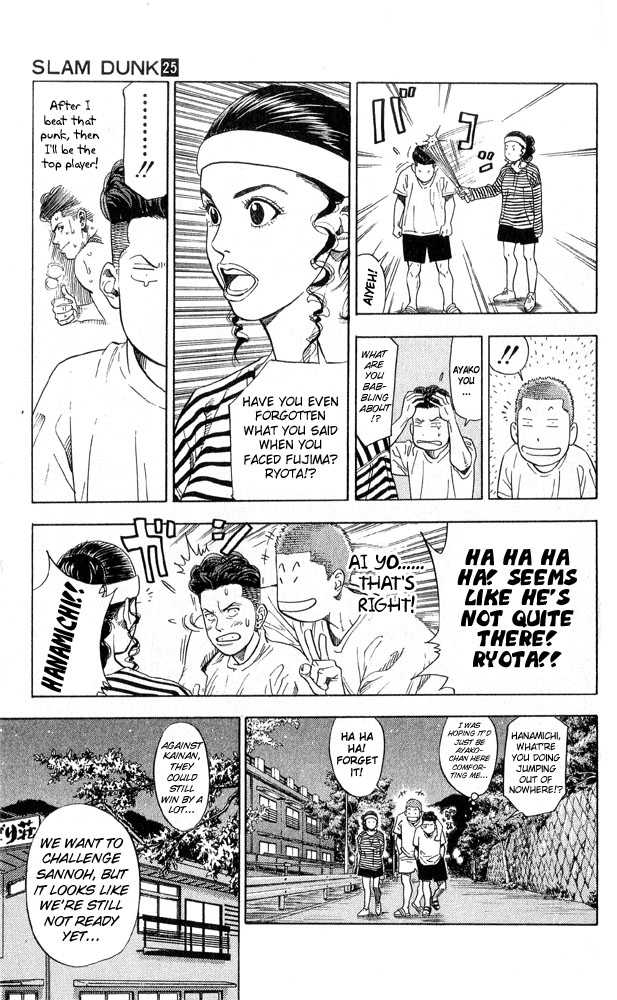 SLAM DUNK 25
AIYEH!
HAVE YOU EVEN
FORGOTTEN
WHAT YOU SAID
WHEN YOU
FACED FUJIMA?
RYOTA!?
.........!!
After I
beat that
punk, then
I'll be the
top player!
!!
AYAKO
YOU
...
WHAT
ARE
YOU
BAB-
BLING
ABOUT
!?
HA HA HA
HA! SEEMS
LIKE HE'S
NOT QUITE
THERE!
RYOTA!!
AI YO......
THAT'S
RIGHT!
ガシッ
HANAMICHI!!
HANAMICHI,
WHAT'RE
YOU DOING
JUMPING
OUT OF
NOWHERE!?
I WAS
HOPING IT'D
JUST BE
AYAKO-
CHAN HERE
COMFOR-
TING ME...
HA HA
HA!
FORGET
IT!
AGAINST
KAINAN,
THEY
COULD
STILL
WIN BY A
LOT...
WE WANT TO
CHALLENGE
SANNOH, BUT
IT LOOKS LIKE
WE'RE STILL
NOT READY
YET...